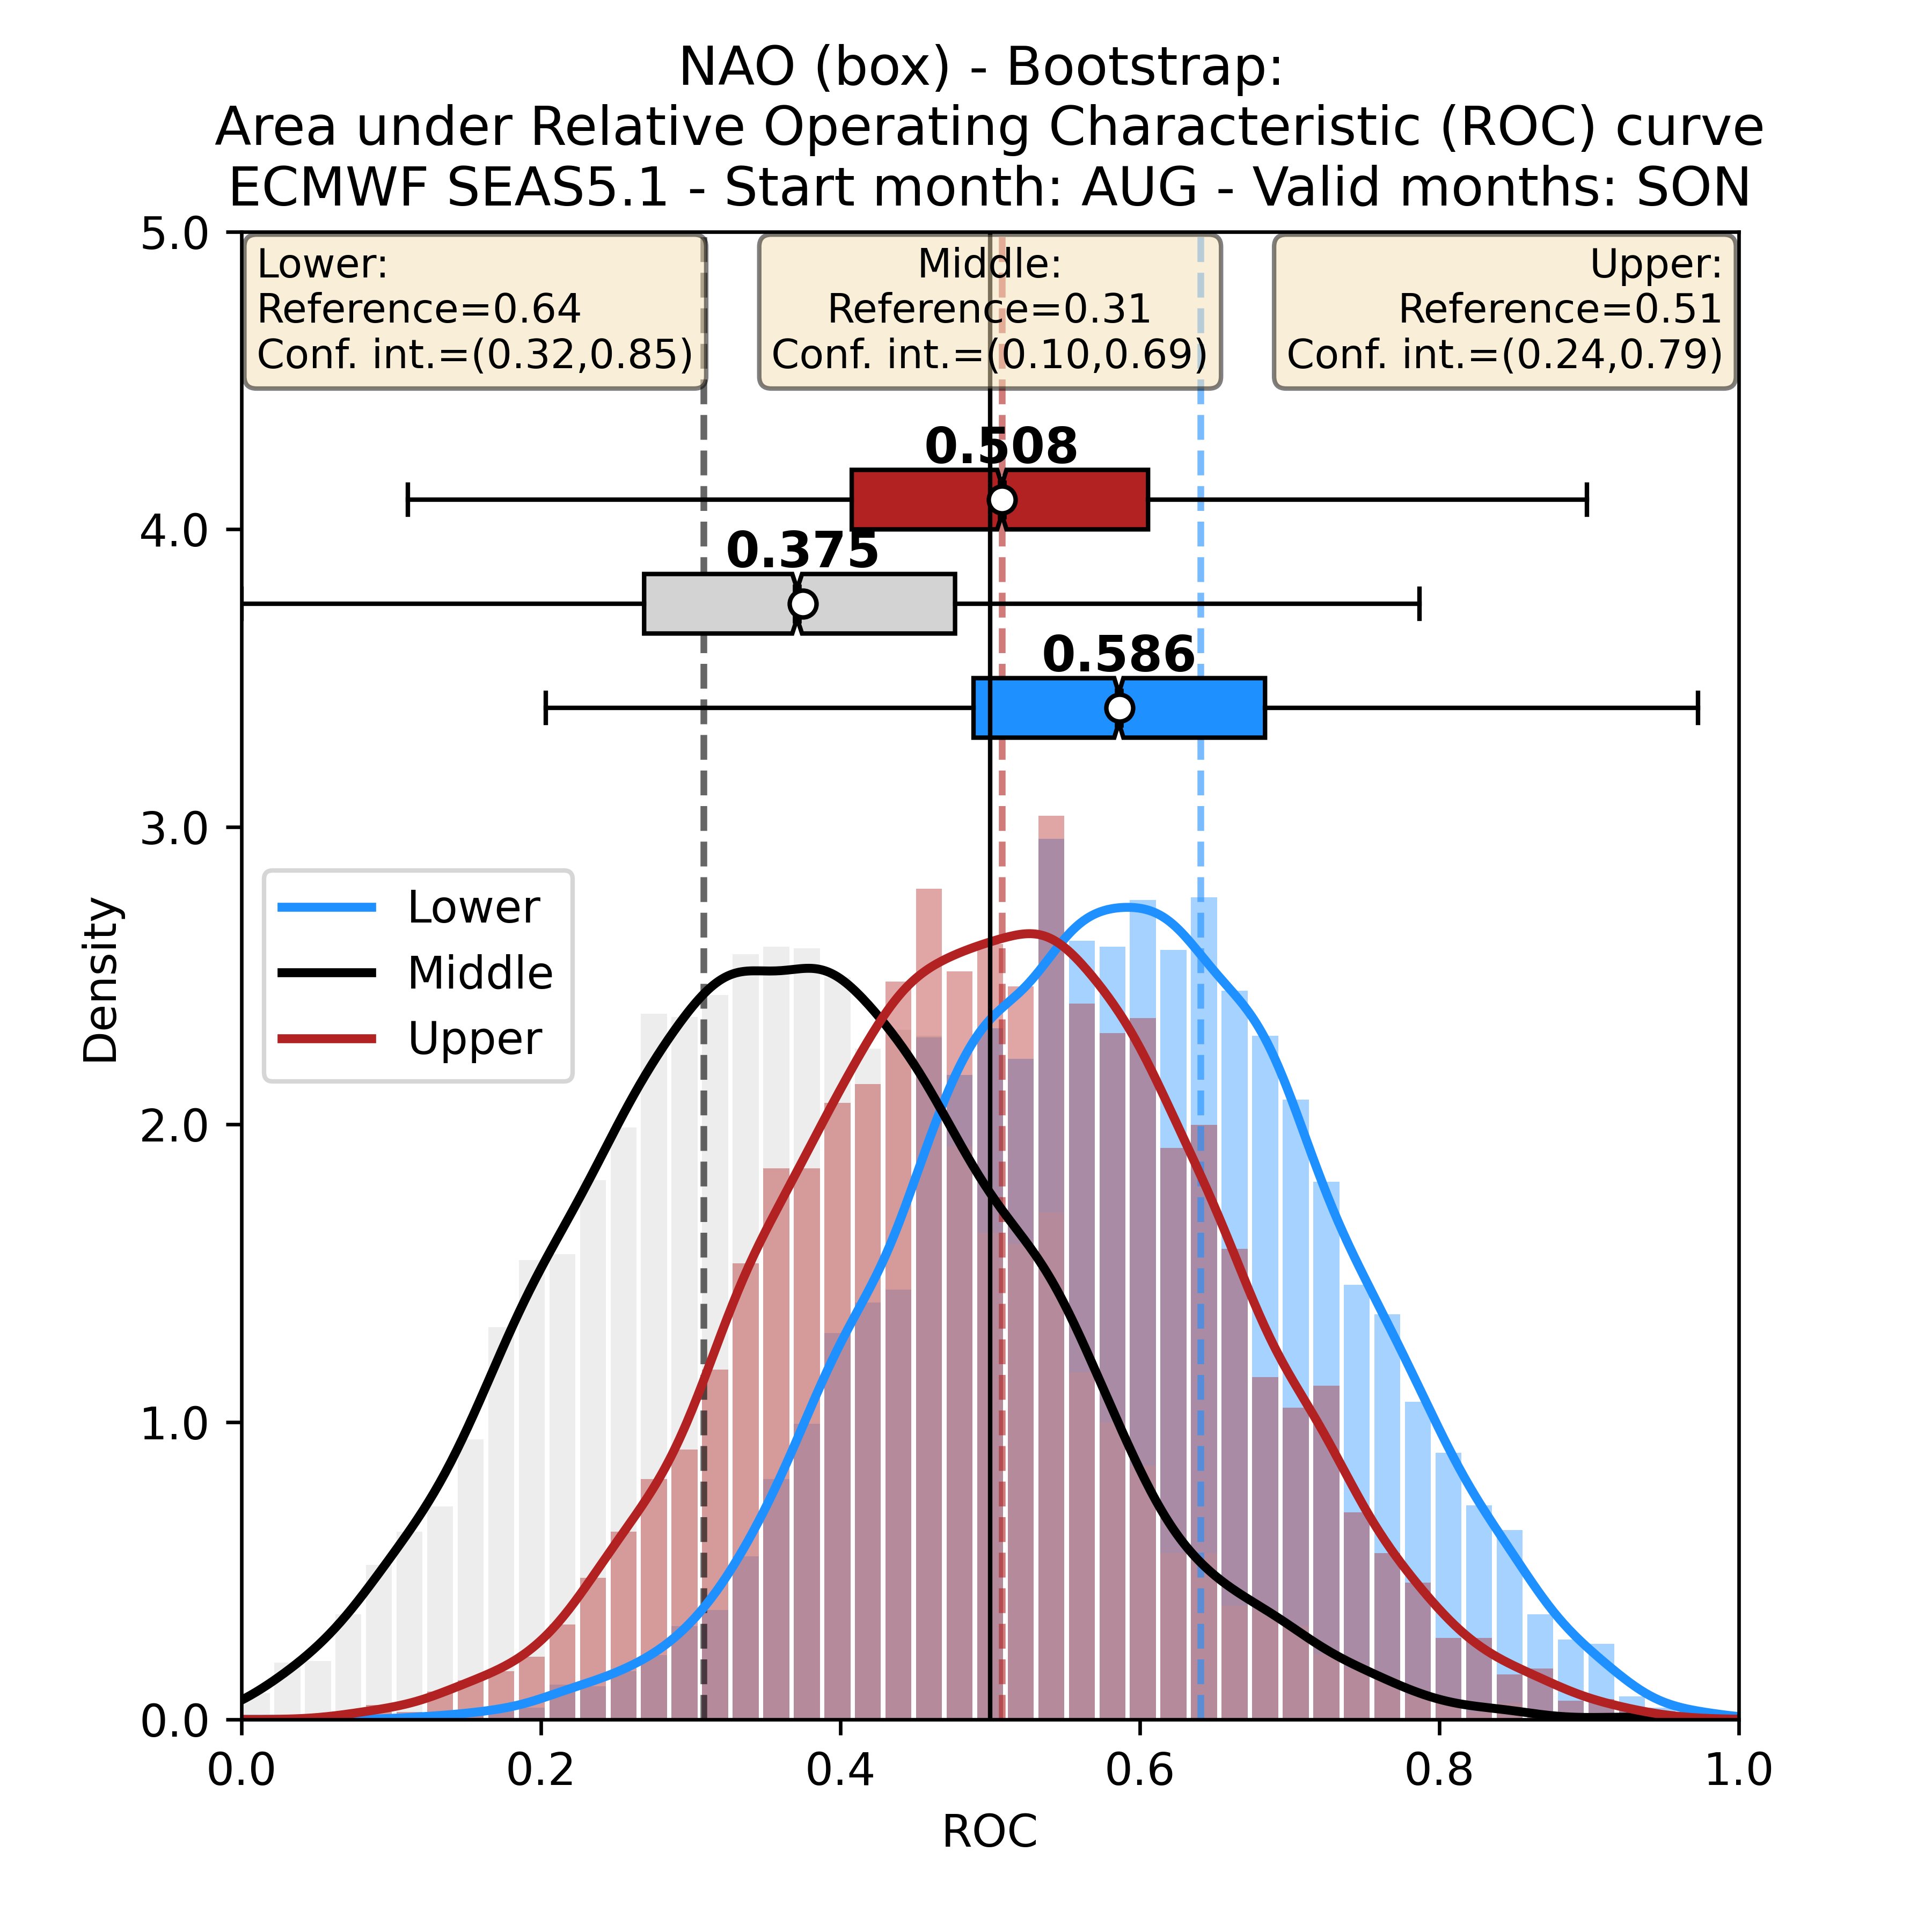 NAO (box) - Bootstrap:
Area under Relative Operating Characteristic (ROC) curve
ECMWF SEAS5.1 - Start month: AUG - Valid months: SON
Lower:
Reference=0.64
Conf. int.=(0.32,0.85)
Middle:
Reference=0.31
Conf. int.=(0.10,0.69)
Upper:
Reference=0.51
Conf. int.=(0.24,0.79)
0.508
0.375
0.586
5.0
4.0
3.0
2.0
1.0
0.0
Density
Lower
Middle
Upper
0.0 0.2 0.4 0.6 0.8 1.0
ROC